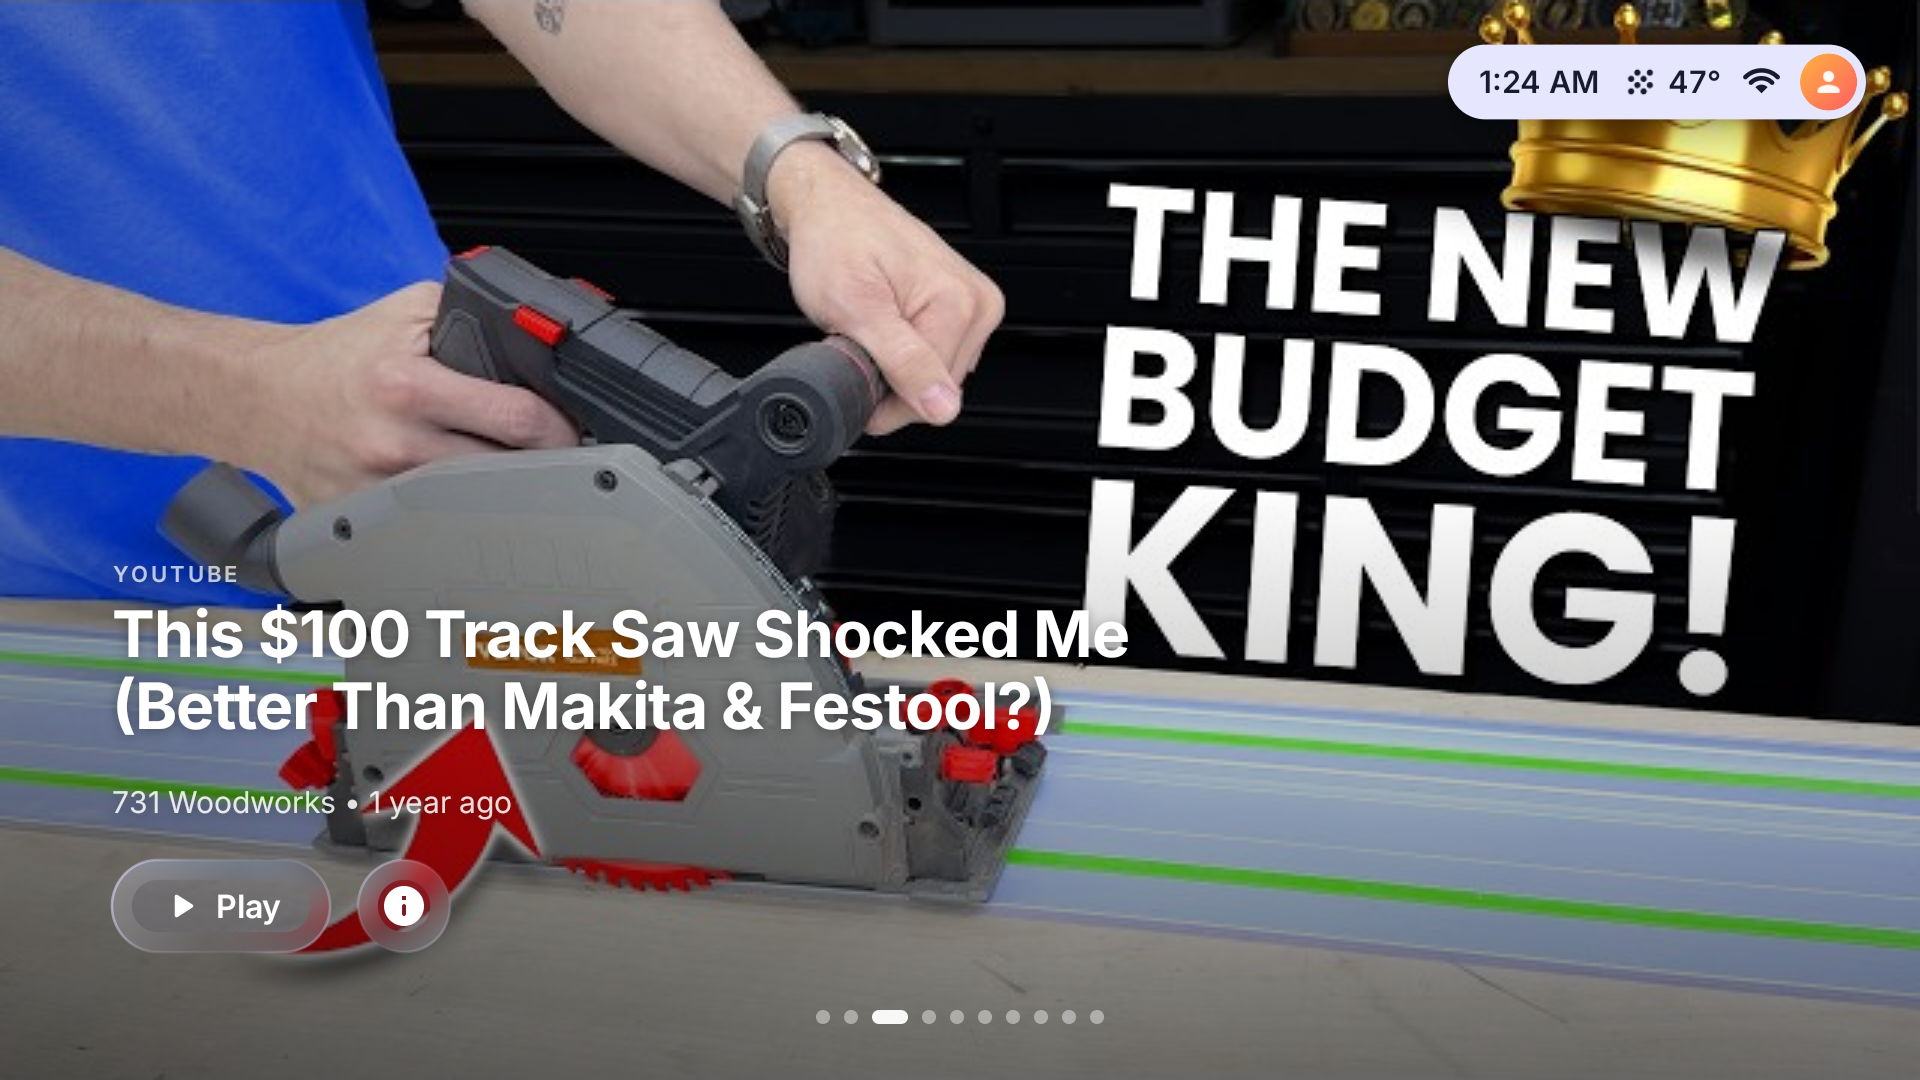 1:24 AM 47°
THE NEW
BUDGET
KING!
YOUTUBE
This $100 Track Saw Shocked Me
(Better Than Makita & Festool?)
731 Woodworks • 1 year ago
Play